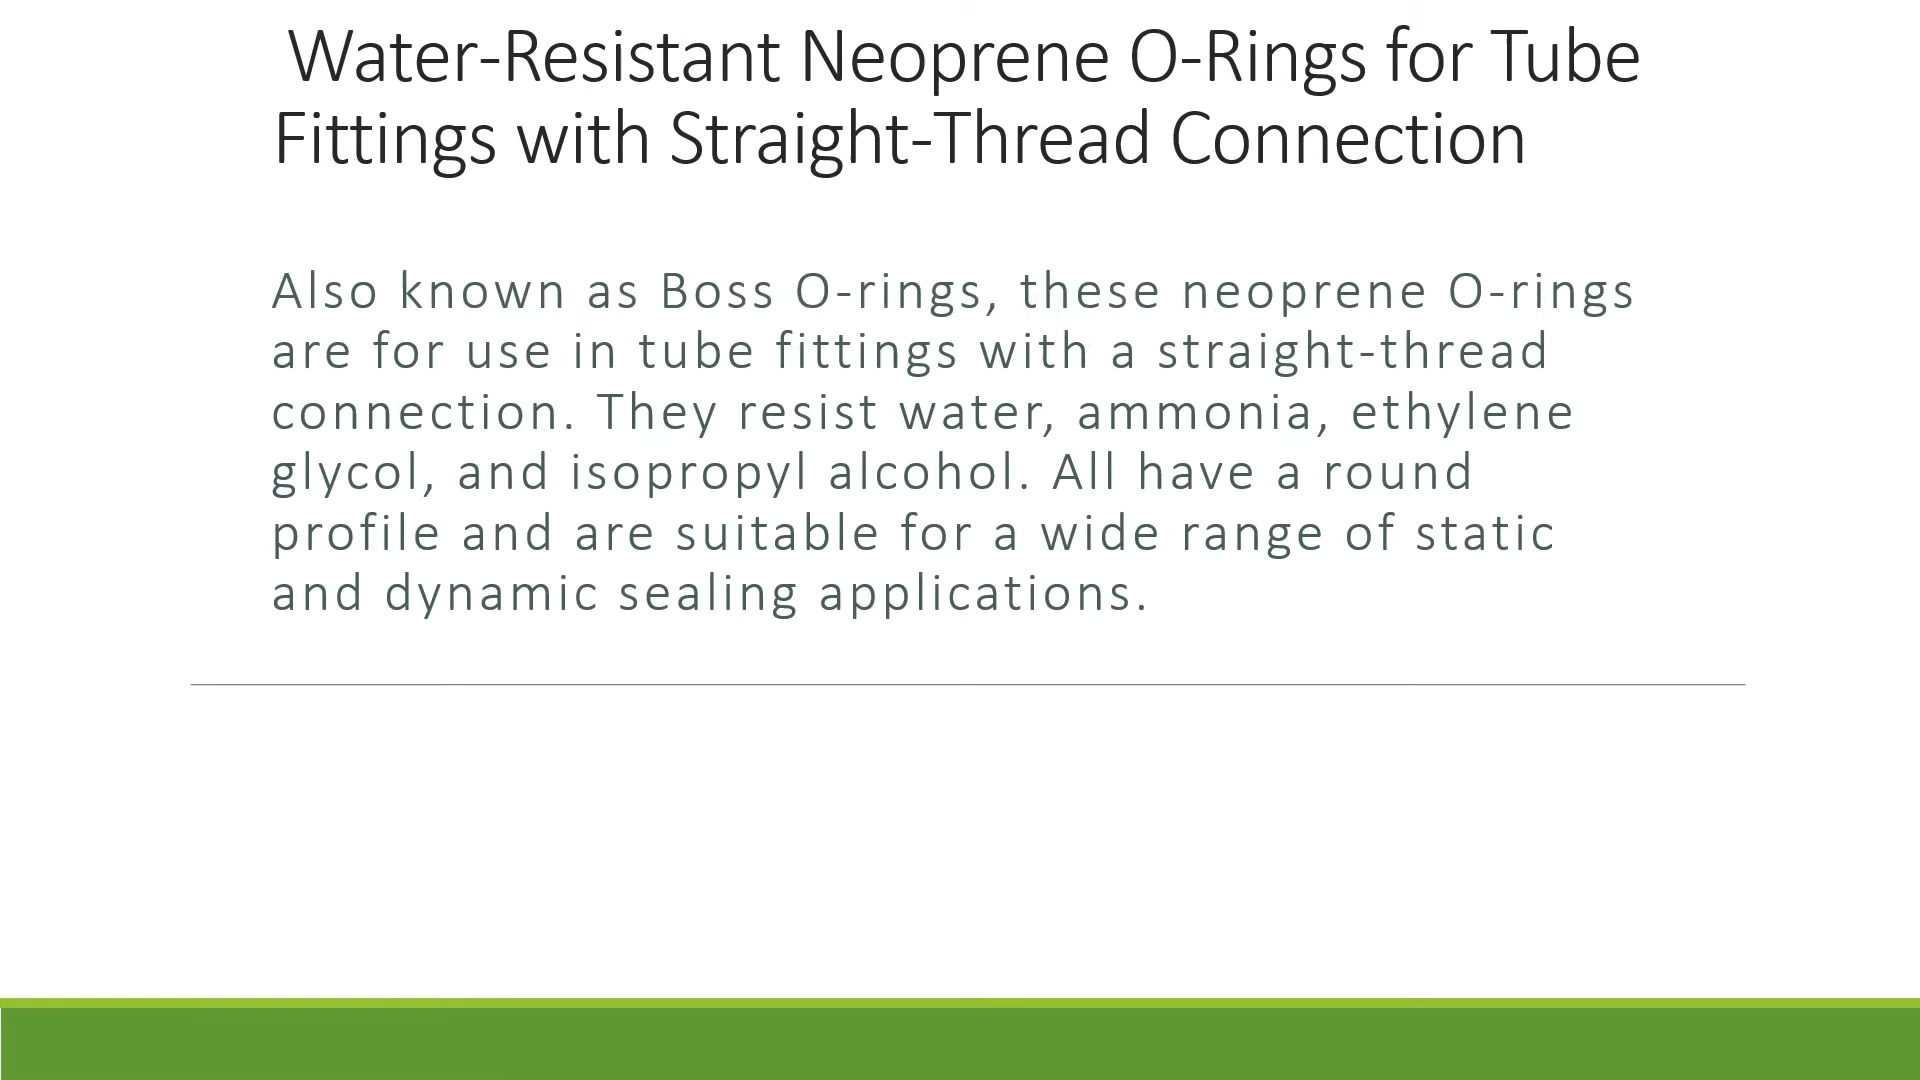 Water-Resistant Neoprene O-Rings for Tube
Fittings with Straight-Thread Connection
Also known as Boss O-rings, these neoprene O-rings
are for use in tube fittings with a straight-thread
connection. They resist water, ammonia, ethylene
glycol, and isopropyl alcohol. All have a round
profile and are suitable for a wide range of static
and dynamic sealing applications.